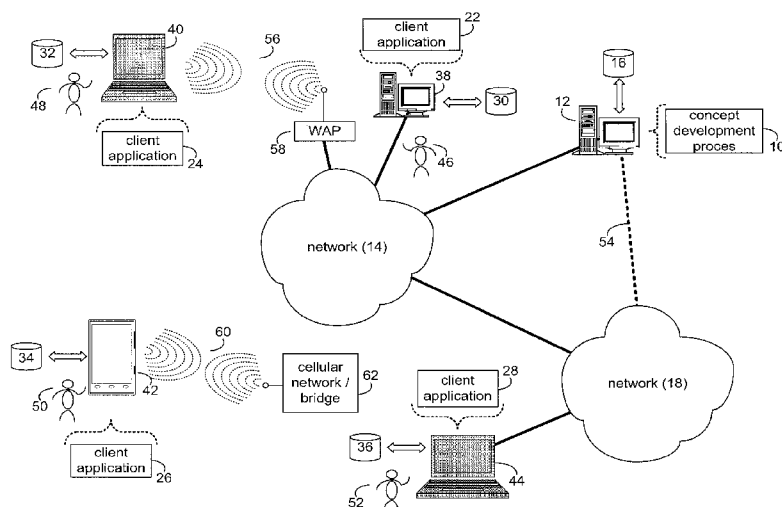 40
56
32
48
client
application
24
58
WAP
client
application
22
38
30
46
16
12
concept
development
proces
10
54
network (14)
34
50
42
60
cellular
network /
bridge
62
client
application
26
28
client
application
36
44
52
network (18)